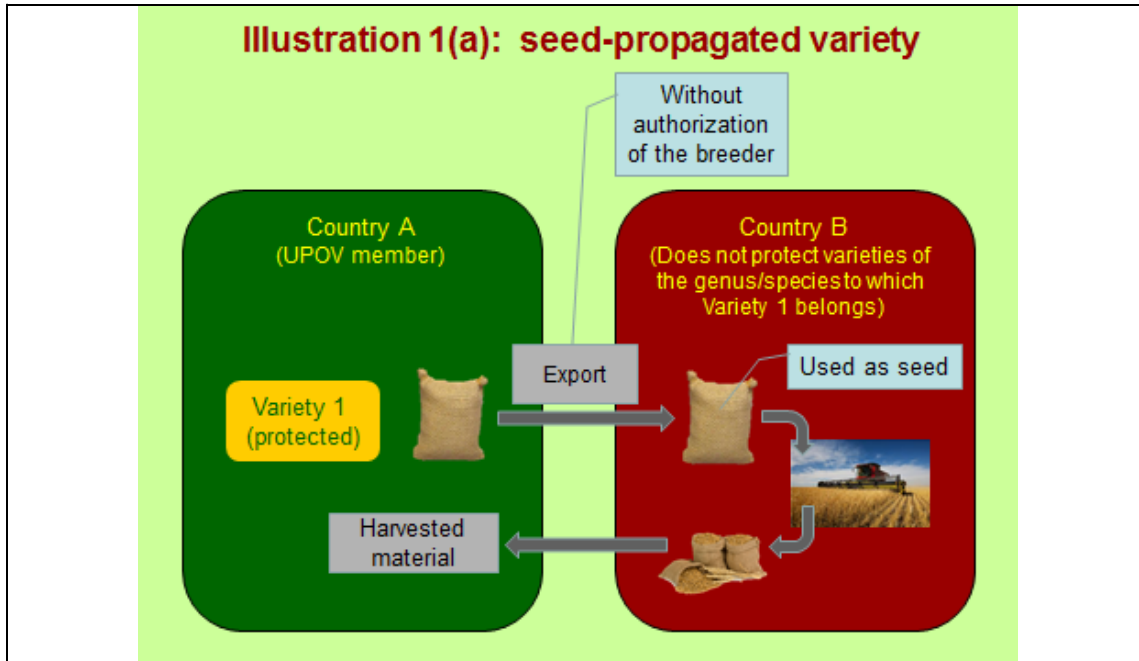 Illustration 1(a): seed-propagated variety
Without
authorization
of the breeder
Country A
(UPOV member)
Country B
(Does not protect varieties of
the genus/species to which
Variety 1 belongs)
Export
Used as seed
Variety 1
(protected)
Harvested
material